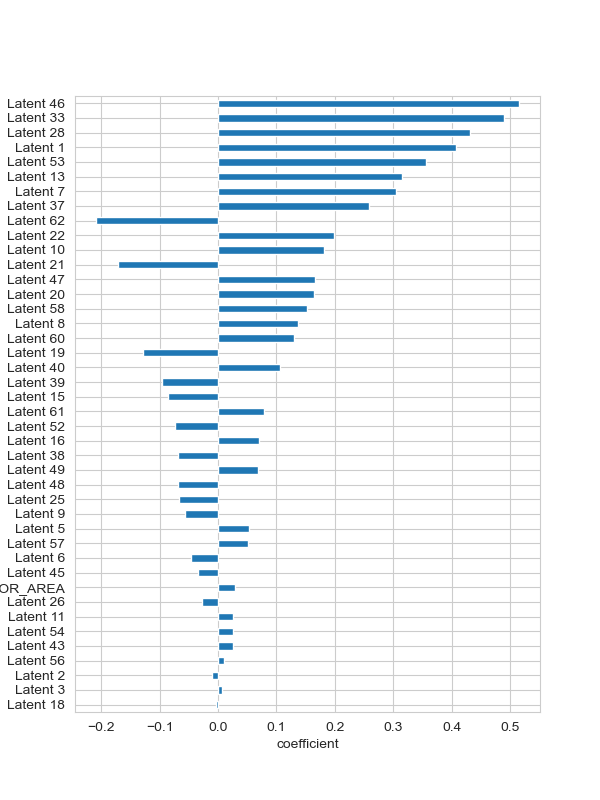 Latent 46
Latent 33
Latent 28
Latent 1
Latent 53
Latent 13
Latent 7
Latent 37
Latent 62
Latent 22
Latent 10
Latent 21
Latent 47
Latent 20
Latent 58
Latent 8
Latent 60
Latent 19
Latent 40
Latent 39
Latent 15
Latent 61
Latent 52
Latent 16
Latent 38
Latent 49
Latent 48
Latent 25
Latent 9
Latent 5
Latent 57
Latent 6
Latent 45
OR_AREA
Latent 26
Latent 11
Latent 54
Latent 43
Latent 56
Latent 2
Latent 3
Latent 18
−0.2 −0.1 0.0 0.1 0.2 0.3 0.4 0.5
coefficient